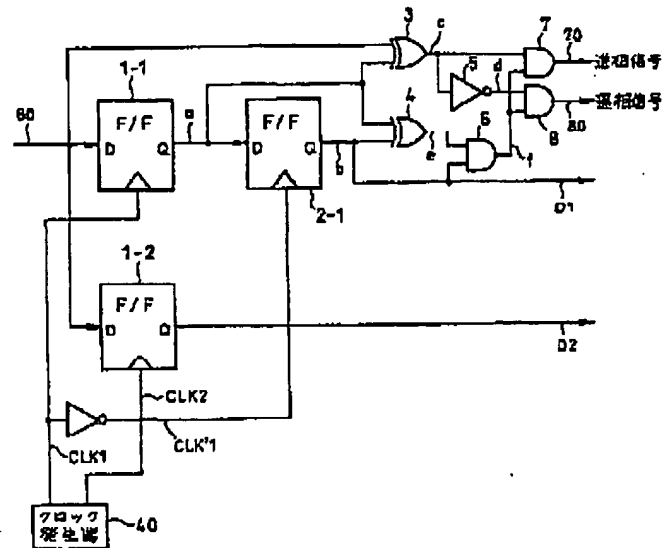 3
c
7
70
進相信号
1-1
5
d
遅相信号
60
F/F
a
F/F
4
6
8
80
D
Q
D
Q
e
b
f
D1
2-1
1-2
F/F
D
Q
D2
CLK2
CLK'1
CLK1
クロック
発生器
40